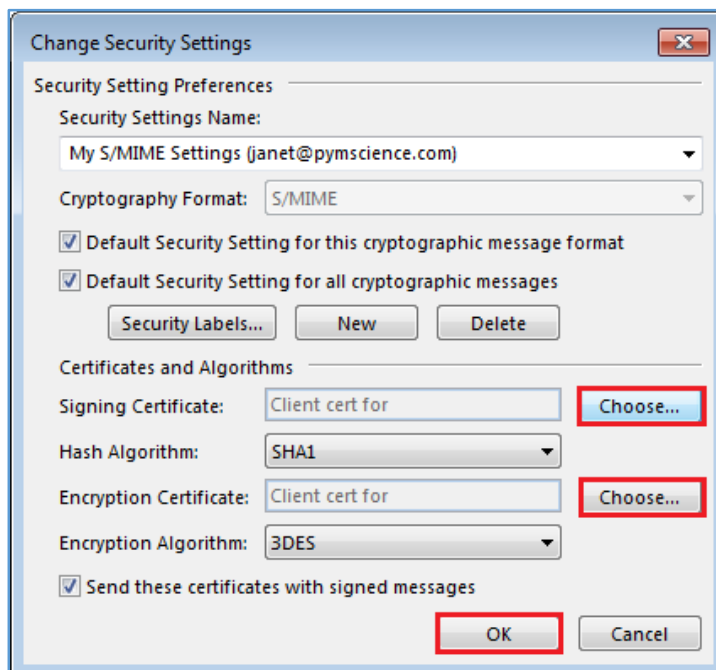 Change Security Settings
Security Setting Preferences
Security Settings Name:
My S/MIME Settings (janet@pymscience.com)
Cryptography Format: S/MIME
Default Security Setting for this cryptographic message format
Default Security Setting for all cryptographic messages
Security Labels... New Delete
Certificates and Algorithms
Signing Certificate: Client cert for Choose...
Hash Algorithm: SHA1
Encryption Certificate: Client cert for Choose...
Encryption Algorithm: 3DES
Send these certificates with signed messages
OK Cancel